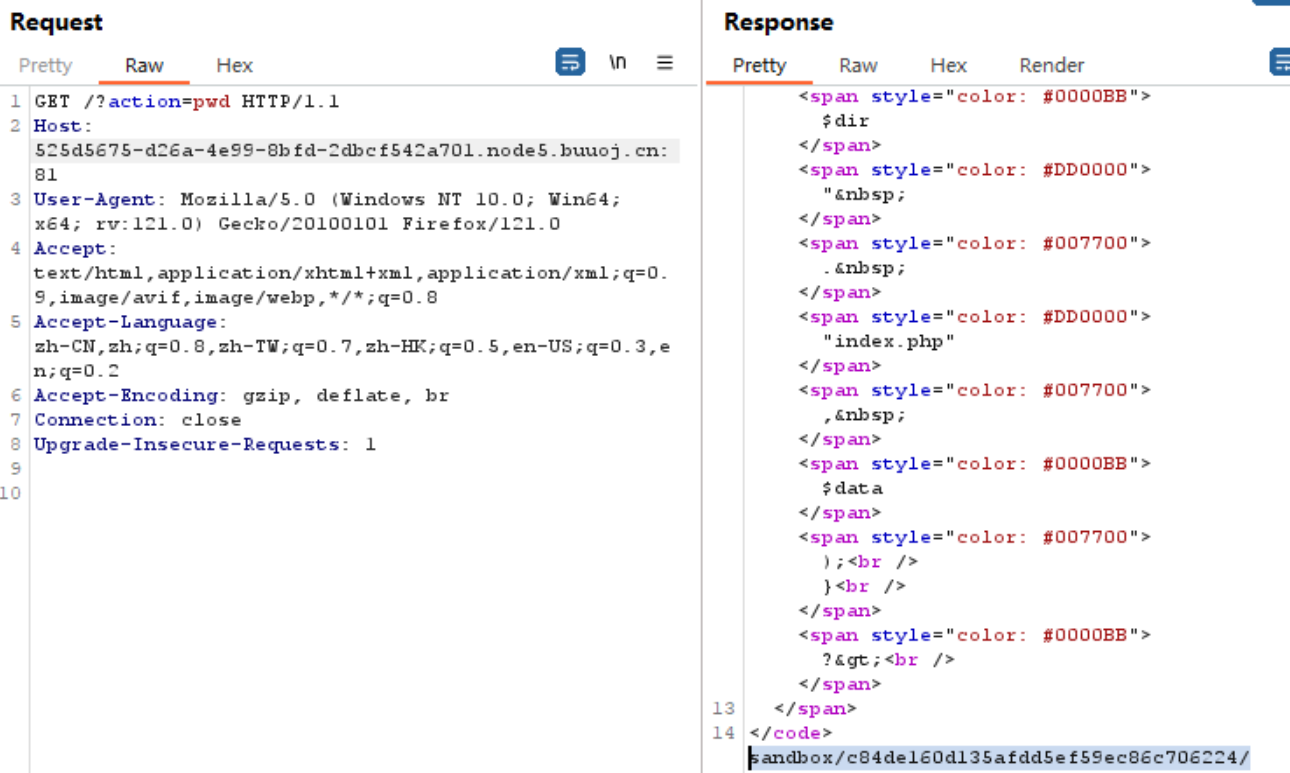 Request
Pretty Raw Hex \n ≡
1 GET /?action=pwd HTTP/1.1
2 Host:
525d5675-d26a-4e99-8bfd-2dbcf542a701.node5.buuoj.cn:
81
3 User-Agent: Mozilla/5.0 (Windows NT 10.0; Win64;
x64; rv:121.0) Gecko/20100101 Firefox/121.0
4 Accept:
text/html,application/xhtml+xml,application/xml;q=0.
9,image/avif,image/webp,*/*;q=0.8
5 Accept-Language:
zh-CN,zh;q=0.8,zh-TW;q=0.7,zh-HK;q=0.5,en-US;q=0.3,e
n;q=0.2
6 Accept-Encoding: gzip, deflate, br
7 Connection: close
8 Upgrade-Insecure-Requests: 1
9
10
Response
Pretty Raw Hex Render
<span style="color: #0000BB">
$dir
</span>
<span style="color: #DD0000">
"&nbsp;
</span>
<span style="color: #007700">
.&nbsp;
</span>
<span style="color: #DD0000">
"index.php"
</span>
<span style="color: #007700">
,&nbsp;
</span>
<span style="color: #0000BB">
$data
</span>
<span style="color: #007700">
);<br />
}<br />
</span>
<span style="color: #0000BB">
?&gt;<br />
</span>
13 </span>
14 </code>
sandbox/c84de160d135afdd5ef59ec86c706224/